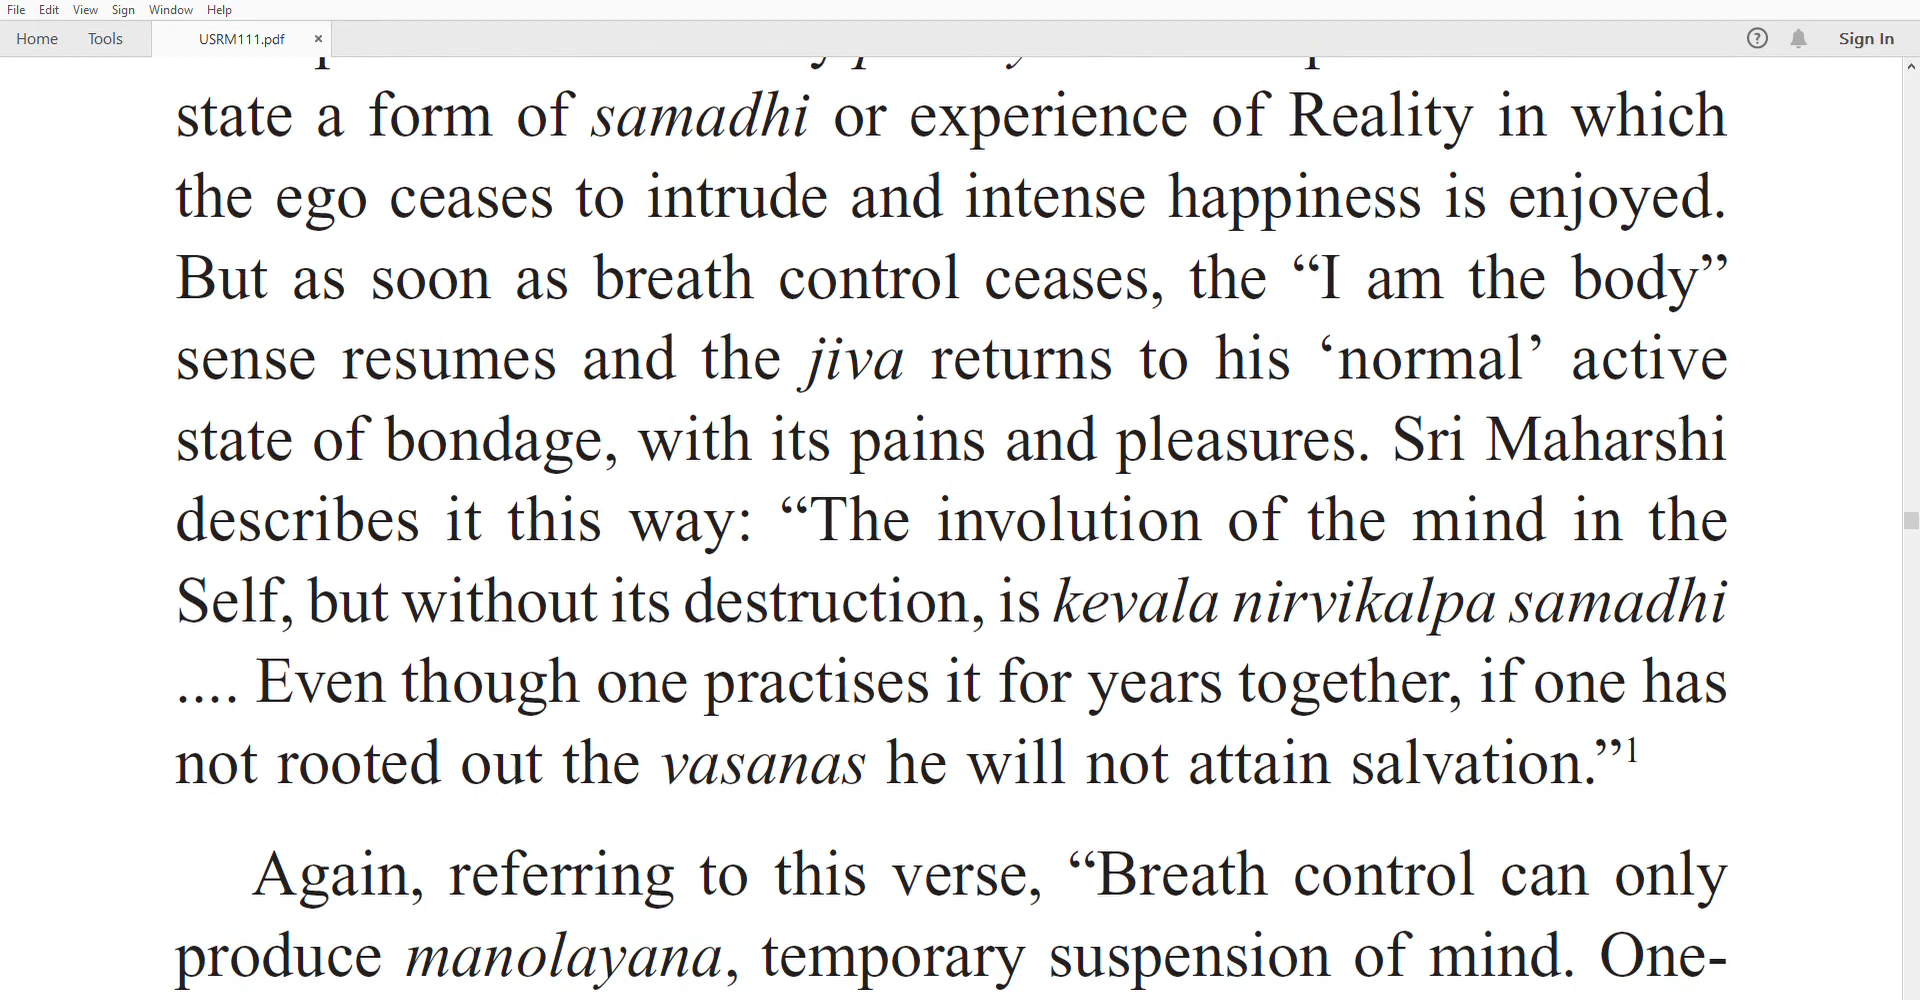 File Edit View Sign Window Help
Home Tools USRM111.pdf × ? Sign In
state a form of samadhi or experience of Reality in which
the ego ceases to intrude and intense happiness is enjoyed.
But as soon as breath control ceases, the “I am the body”
sense resumes and the jiva returns to his ‘normal’ active
state of bondage, with its pains and pleasures. Sri Maharshi
describes it this way: “The involution of the mind in the
Self, but without its destruction, is kevala nirvikalpa samadhi
.... Even though one practises it for years together, if one has
not rooted out the vasanas he will not attain salvation.”1
Again, referring to this verse, “Breath control can only
produce manolayana, temporary suspension of mind. One-